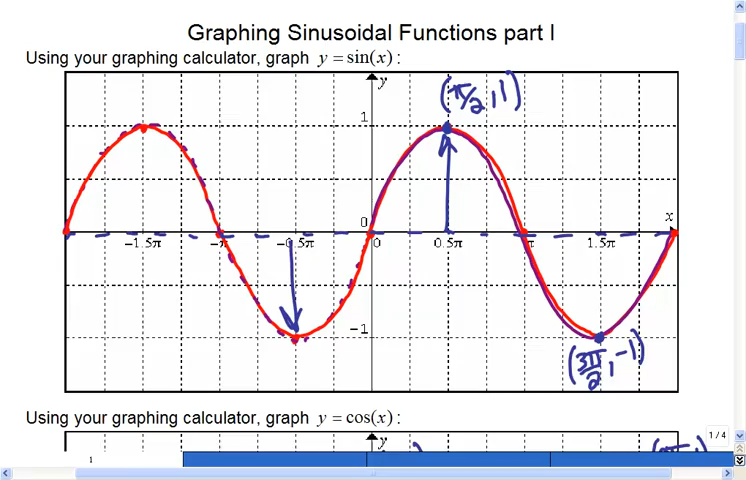 Graphing Sinusoidal Functions part I
Using your graphing calculator, graph y = sin(x) :
y
(π/2, 1)
1
0
x
−1.5π −π −0.5π 0 0.5π π 1.5π
−1
(3π/2, −1)
Using your graphing calculator, graph y = cos(x) :
y
1 / 4
1